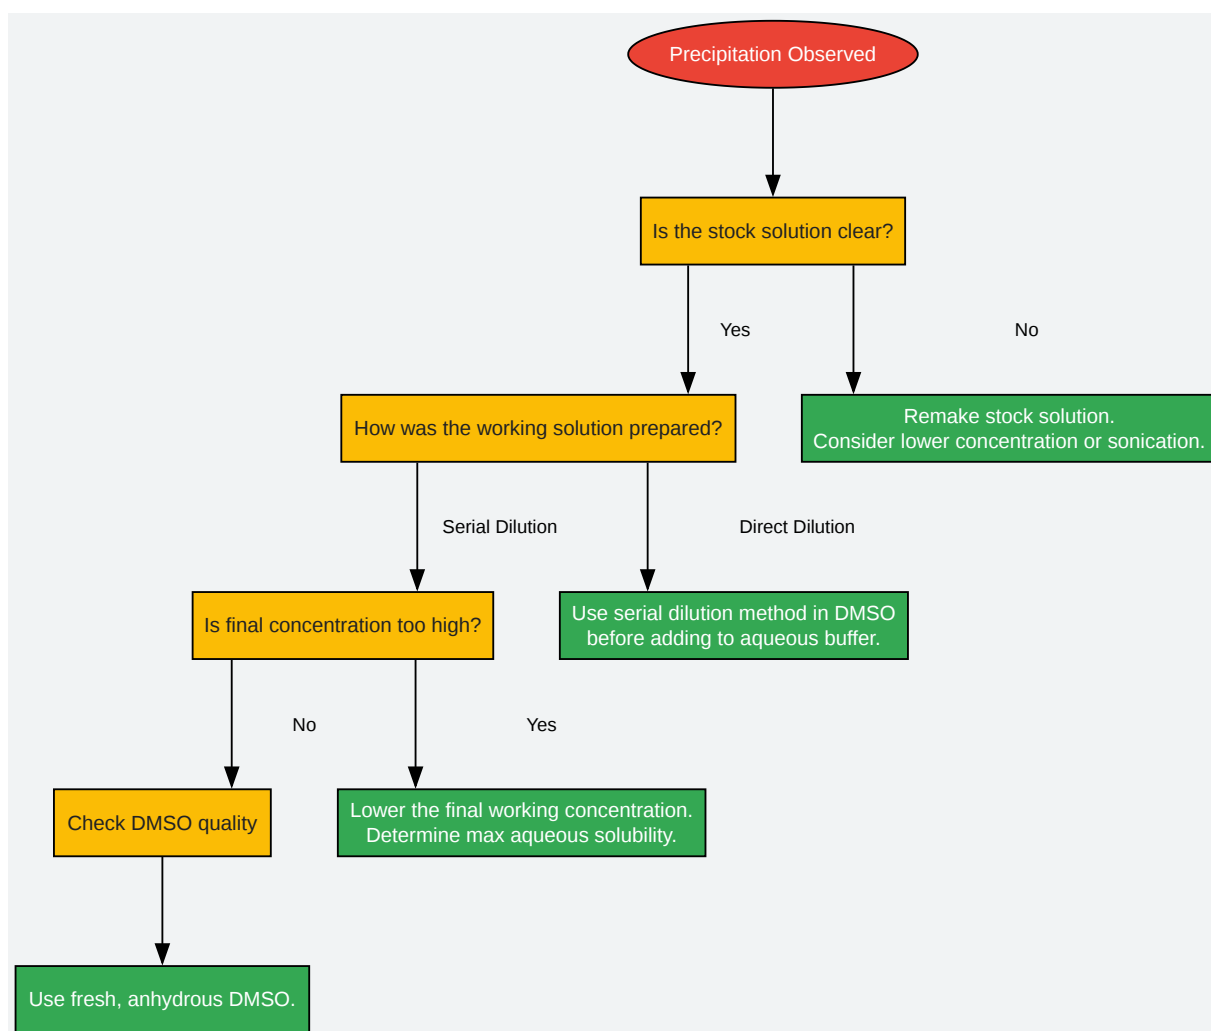 Precipitation Observed
Is the stock solution clear?
Yes
No
How was the working solution prepared?
Remake stock solution.
Consider lower concentration or sonication.
Serial Dilution
Direct Dilution
Is final concentration too high?
Use serial dilution method in DMSO
before adding to aqueous buffer.
No
Yes
Check DMSO quality
Lower the final working concentration.
Determine max aqueous solubility.
Use fresh, anhydrous DMSO.